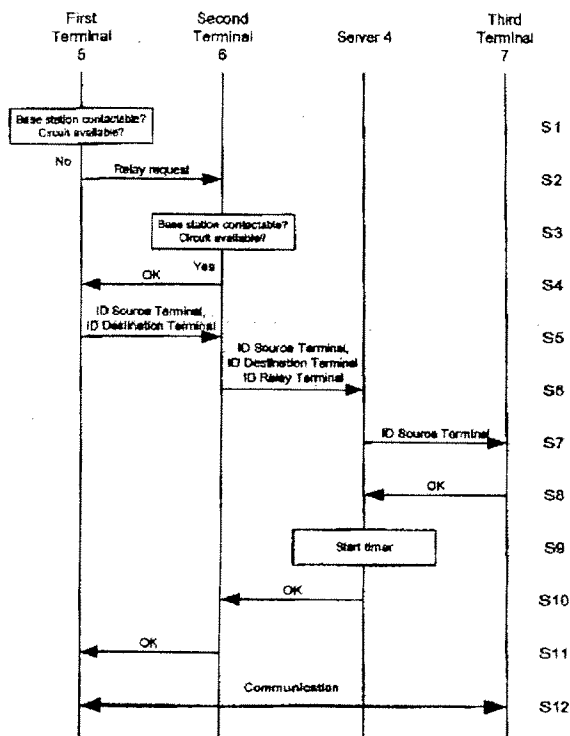 First
Terminal
5
Second
Terminal
6
Server 4
Third
Terminal
7
Base station contactable?
Circuit available?
S1
No
Relay request
S2
Base station contactable?
Circuit available?
S3
Yes
OK
S4
ID Source Terminal,
ID Destination Terminal
S5
ID Source Terminal,
ID Destination Terminal
ID Relay Terminal
S6
ID Source Terminal
S7
OK
S8
Start timer
S9
OK
S10
OK
S11
Communication
S12